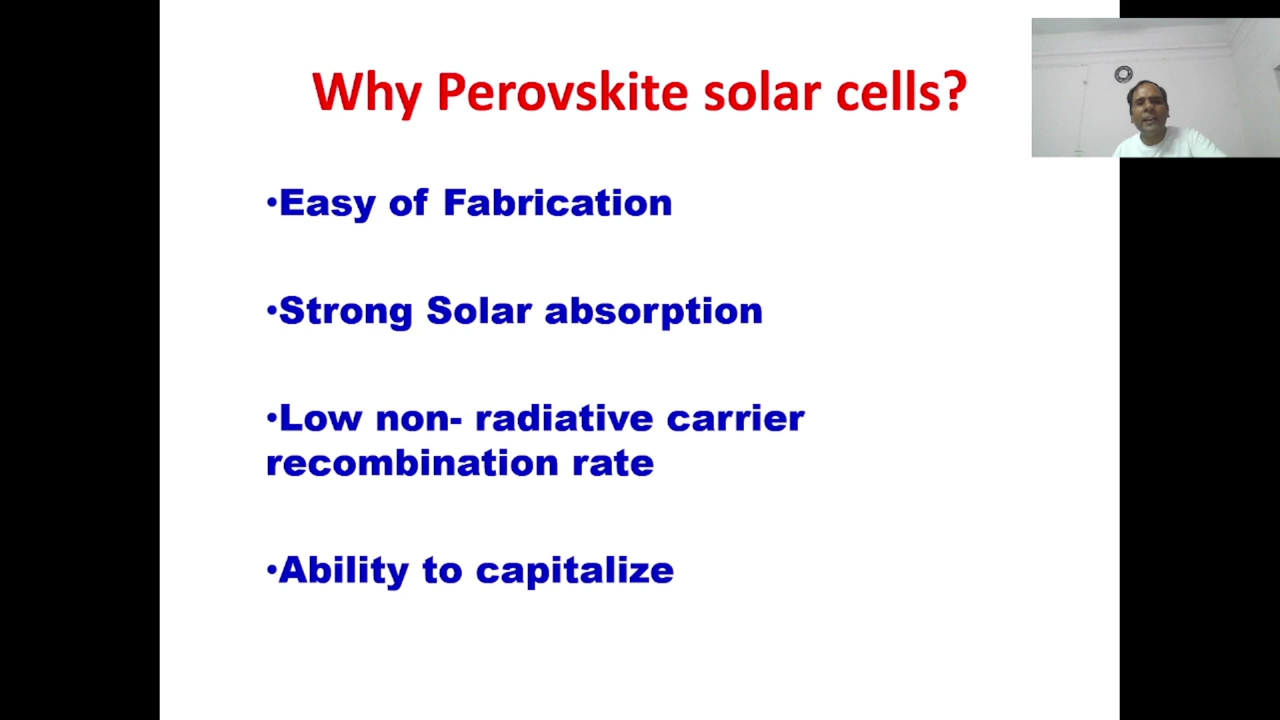 Why Perovskite solar cells?
•Easy of Fabrication
•Strong Solar absorption
•Low non- radiative carrier
recombination rate
•Ability to capitalize